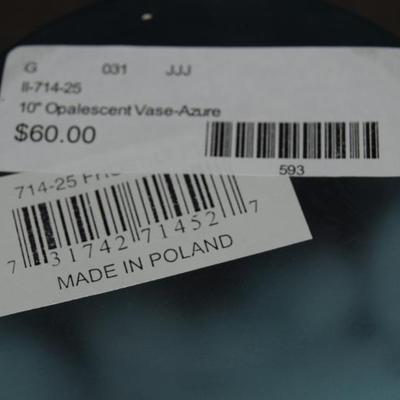 G 031 JJJ
II-714-25
10" Opalescent Vase-Azure
$60.00
593
714-25
7 31742 71452 7
MADE IN POLAND